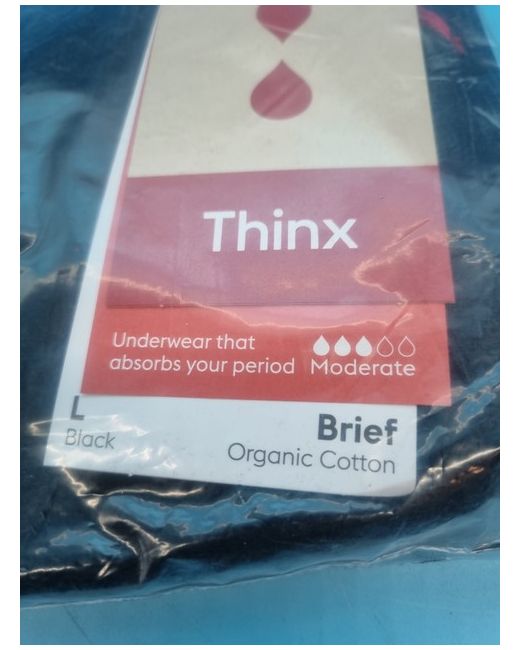 Thinx
Underwear that
absorbs your period
Moderate
L
Black
Brief
Organic Cotton